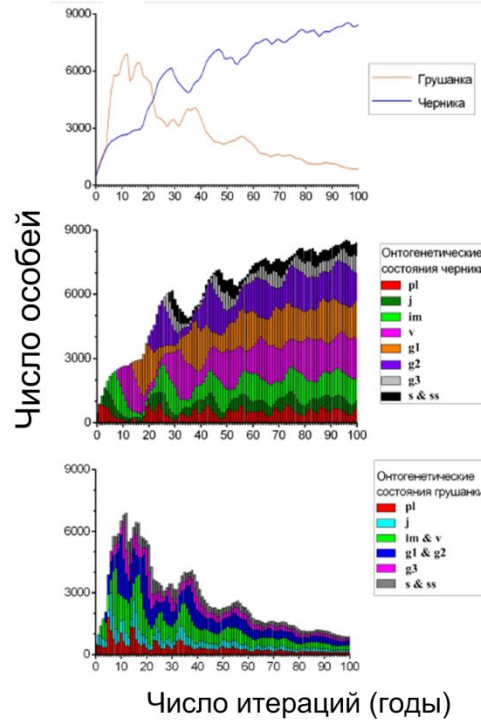 9000
6000
3000
0
0 10 20 30 40 50 60 70 80 90 100
Грушанка
Черника
Число особей
9000
6000
3000
0
0 10 20 30 40 50 60 70 80 90 100
Онтогенетические
состояния черники
pl
j
im
v
g1
g2
g3
s & ss
9000
6000
3000
0
0 10 20 30 40 50 60 70 80 90 100
Онтогенетические
состояния грушанки
pl
j
im & v
g1 & g2
g3
s & ss
Число итераций (годы)